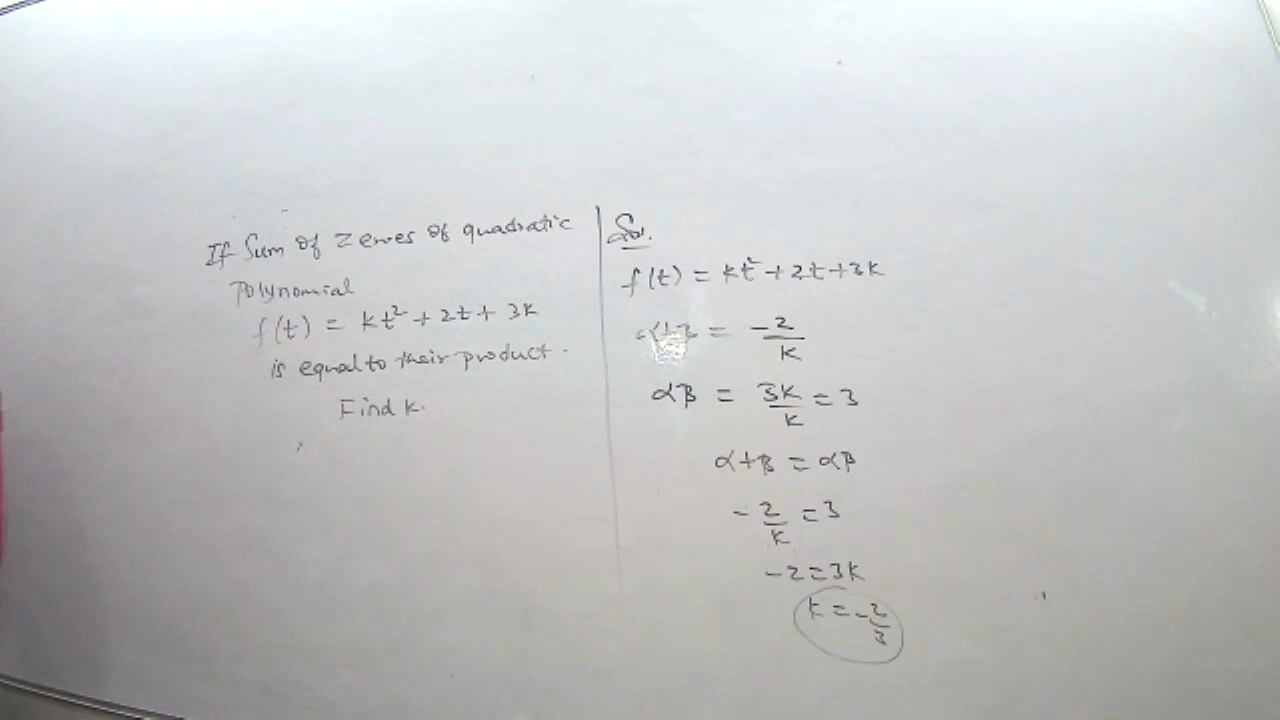 If Sum of Zeroes of quadratic
Polynomial
f(t) = kt² + 2t + 3k
is equal to their product.
Find k.
Sol.
f(t) = kt² + 2t + 3k
α+β = -2/k
αβ = 3k/k = 3
α+β = αβ
-2/k = 3
-2 = 3k
k = -2/3